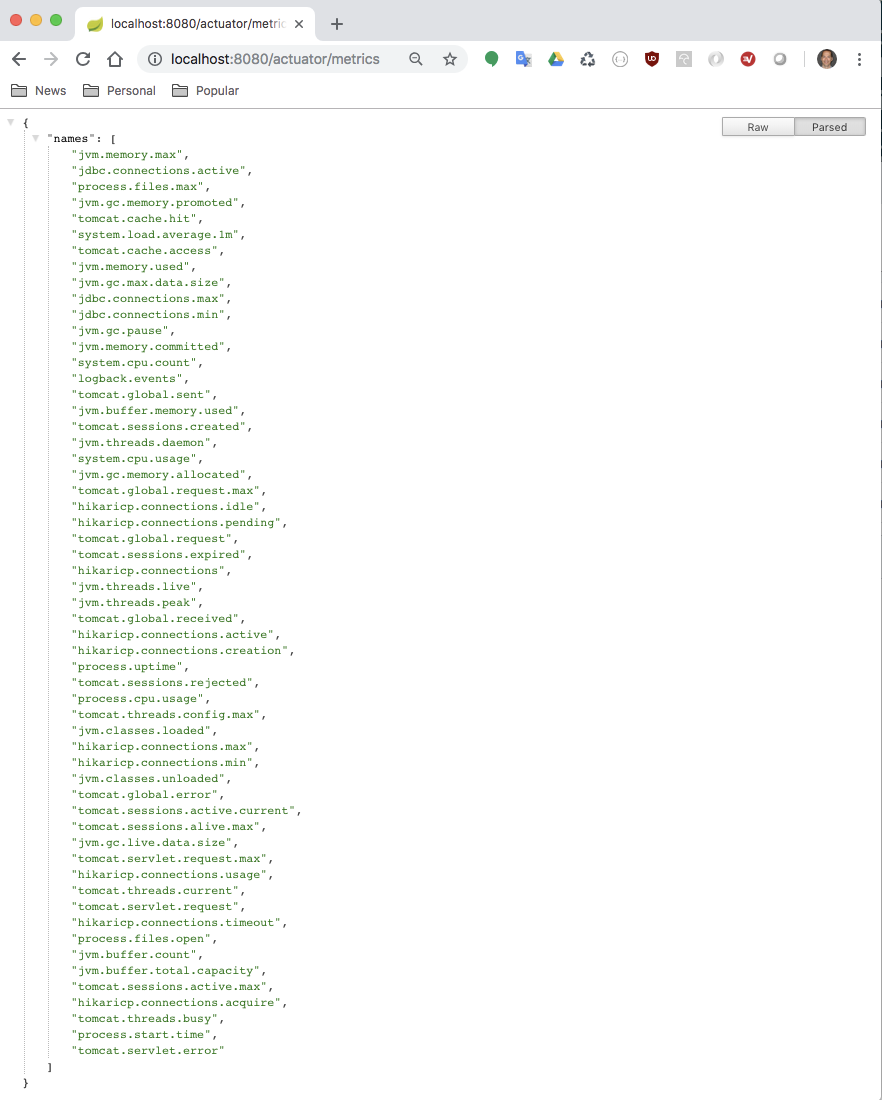 localhost:8080/actuator/metric
localhost:8080/actuator/metrics
News Personal Popular
Raw Parsed
{
"names": [
"jvm.memory.max",
"jdbc.connections.active",
"process.files.max",
"jvm.gc.memory.promoted",
"tomcat.cache.hit",
"system.load.average.1m",
"tomcat.cache.access",
"jvm.memory.used",
"jvm.gc.max.data.size",
"jdbc.connections.max",
"jdbc.connections.min",
"jvm.gc.pause",
"jvm.memory.committed",
"system.cpu.count",
"logback.events",
"tomcat.global.sent",
"jvm.buffer.memory.used",
"tomcat.sessions.created",
"jvm.threads.daemon",
"system.cpu.usage",
"jvm.gc.memory.allocated",
"tomcat.global.request.max",
"hikaricp.connections.idle",
"hikaricp.connections.pending",
"tomcat.global.request",
"tomcat.sessions.expired",
"hikaricp.connections",
"jvm.threads.live",
"jvm.threads.peak",
"tomcat.global.received",
"hikaricp.connections.active",
"hikaricp.connections.creation",
"process.uptime",
"tomcat.sessions.rejected",
"process.cpu.usage",
"tomcat.threads.config.max",
"jvm.classes.loaded",
"hikaricp.connections.max",
"hikaricp.connections.min",
"jvm.classes.unloaded",
"tomcat.global.error",
"tomcat.sessions.active.current",
"tomcat.sessions.alive.max",
"jvm.gc.live.data.size",
"tomcat.servlet.request.max",
"hikaricp.connections.usage",
"tomcat.threads.current",
"tomcat.servlet.request",
"hikaricp.connections.timeout",
"process.files.open",
"jvm.buffer.count",
"jvm.buffer.total.capacity",
"tomcat.sessions.active.max",
"hikaricp.connections.acquire",
"tomcat.threads.busy",
"process.start.time",
"tomcat.servlet.error"
]
}